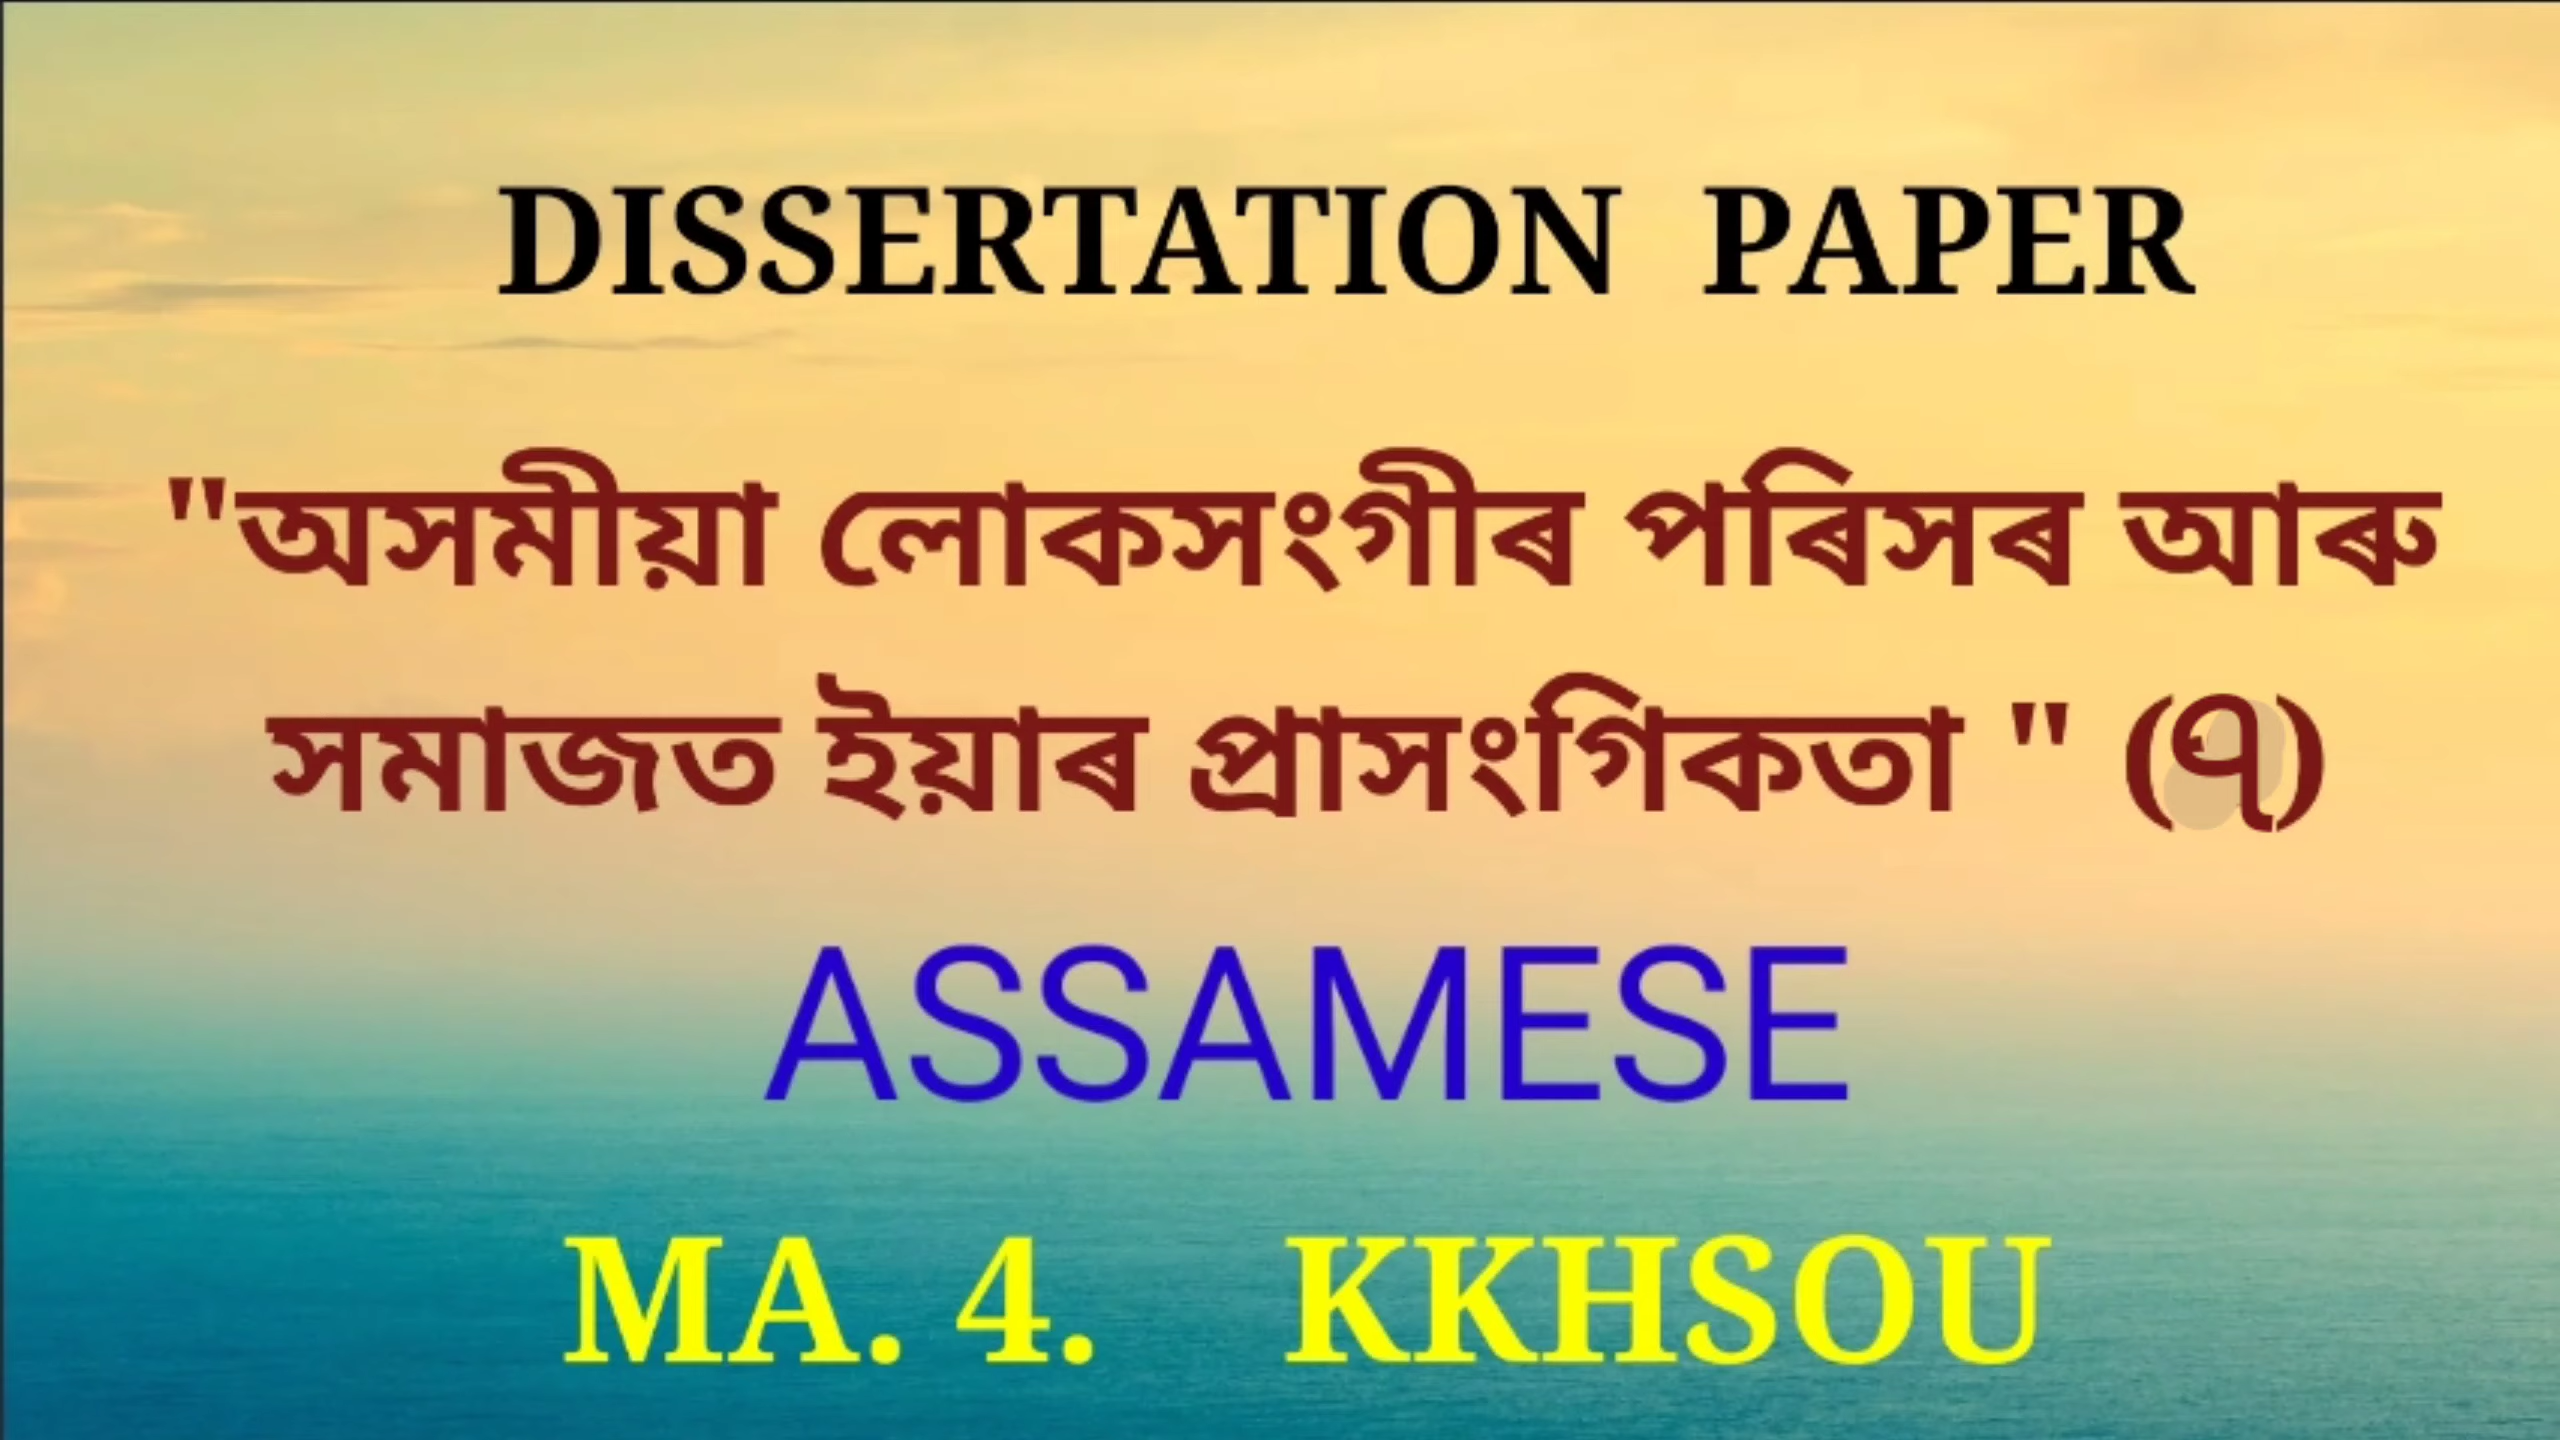 DISSERTATION PAPER
"অসমীয়া লোকসংগীৰ পৰিসৰ আৰু
সমাজত ইয়াৰ প্ৰাসংগিকতা " (৭)
ASSAMESE
MA. 4. KKHSOU